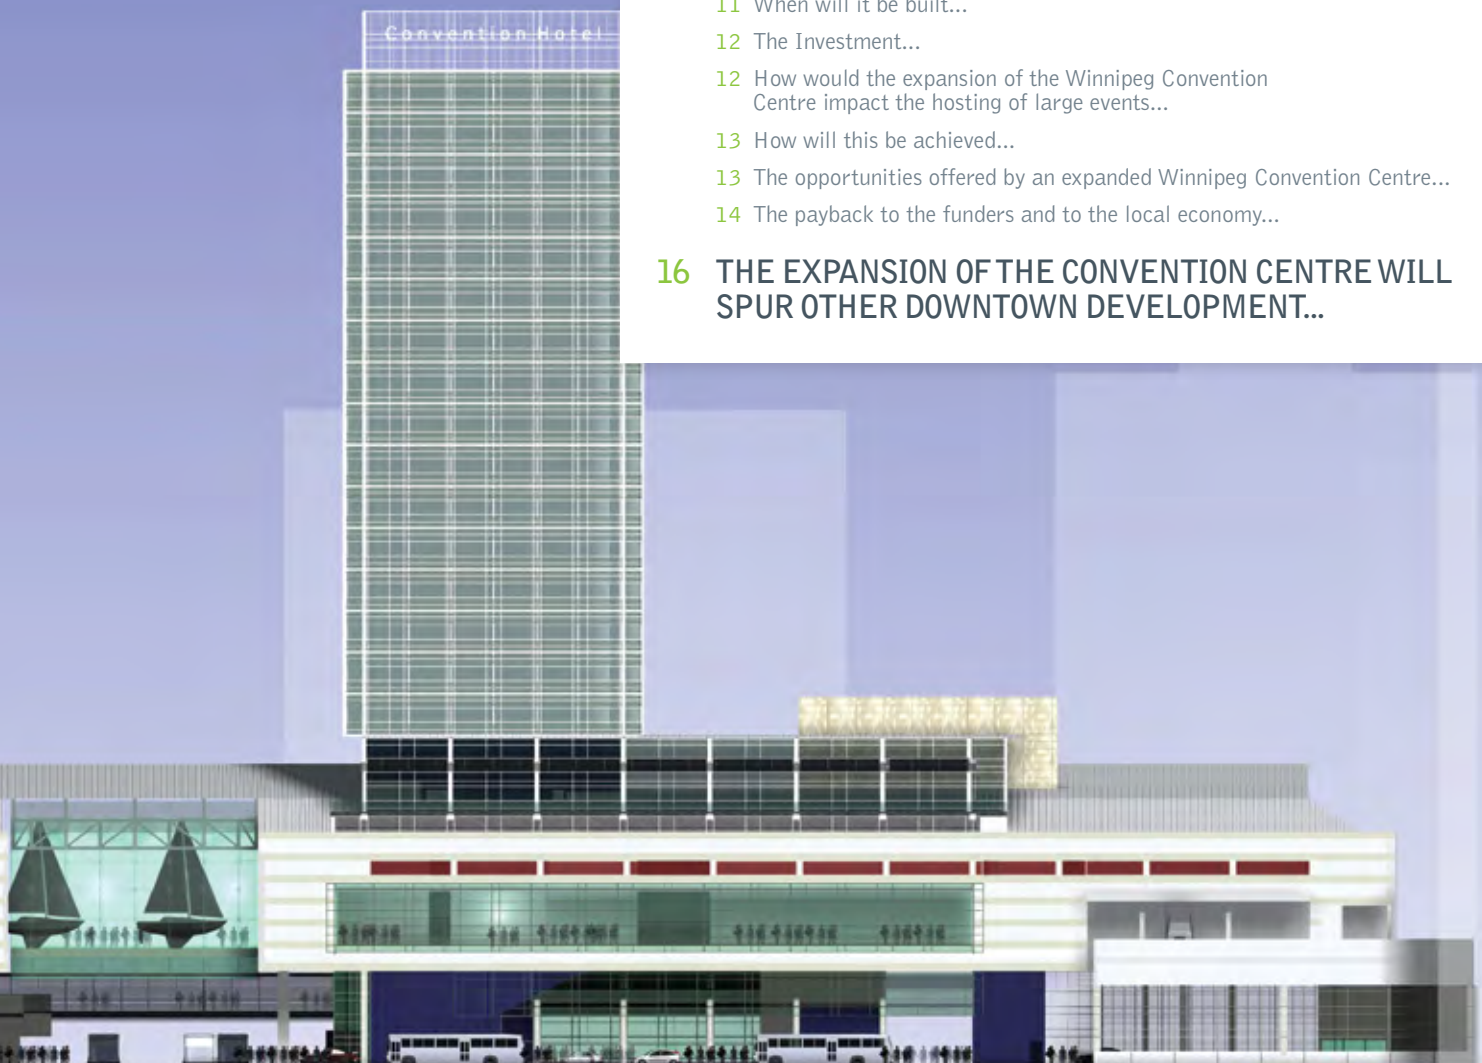 Convention Hotel
11 When will it be built...
12 The Investment...
12 How would the expansion of the Winnipeg Convention
Centre impact the hosting of large events...
13 How will this be achieved...
13 The opportunities offered by an expanded Winnipeg Convention Centre...
14 The payback to the funders and to the local economy...
16 THE EXPANSION OF THE CONVENTION CENTRE WILL
SPUR OTHER DOWNTOWN DEVELOPMENT...